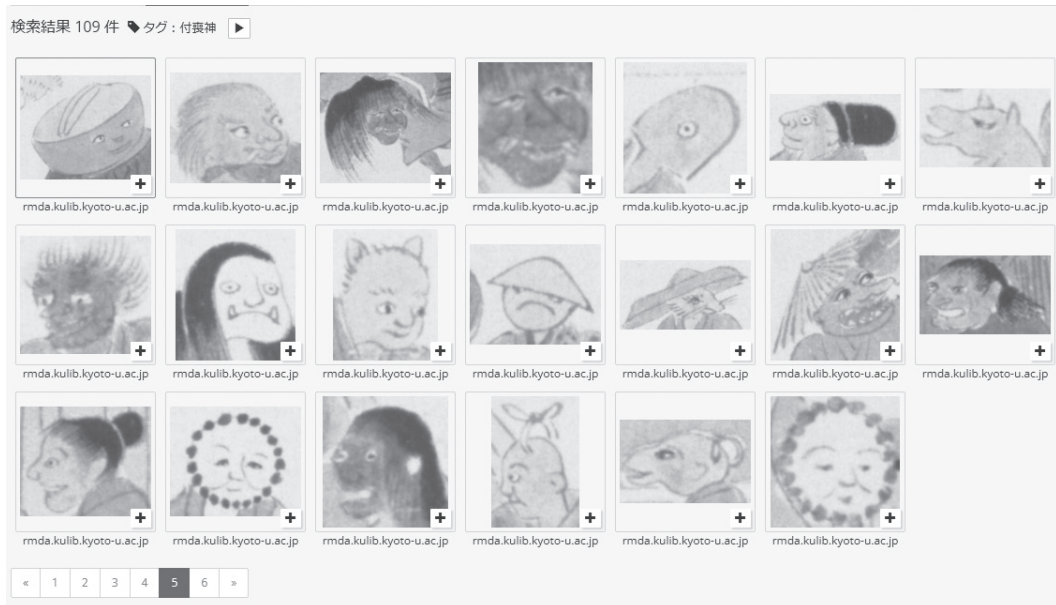 検索結果 109 件 タグ : 付喪神
rmda.kulib.kyoto-u.ac.jp rmda.kulib.kyoto-u.ac.jp rmda.kulib.kyoto-u.ac.jp rmda.kulib.kyoto-u.ac.jp rmda.kulib.kyoto-u.ac.jp rmda.kulib.kyoto-u.ac.jp rmda.kulib.kyoto-u.ac.jp
rmda.kulib.kyoto-u.ac.jp rmda.kulib.kyoto-u.ac.jp rmda.kulib.kyoto-u.ac.jp rmda.kulib.kyoto-u.ac.jp rmda.kulib.kyoto-u.ac.jp rmda.kulib.kyoto-u.ac.jp rmda.kulib.kyoto-u.ac.jp
rmda.kulib.kyoto-u.ac.jp rmda.kulib.kyoto-u.ac.jp rmda.kulib.kyoto-u.ac.jp rmda.kulib.kyoto-u.ac.jp rmda.kulib.kyoto-u.ac.jp rmda.kulib.kyoto-u.ac.jp
« 1 2 3 4 5 6 »